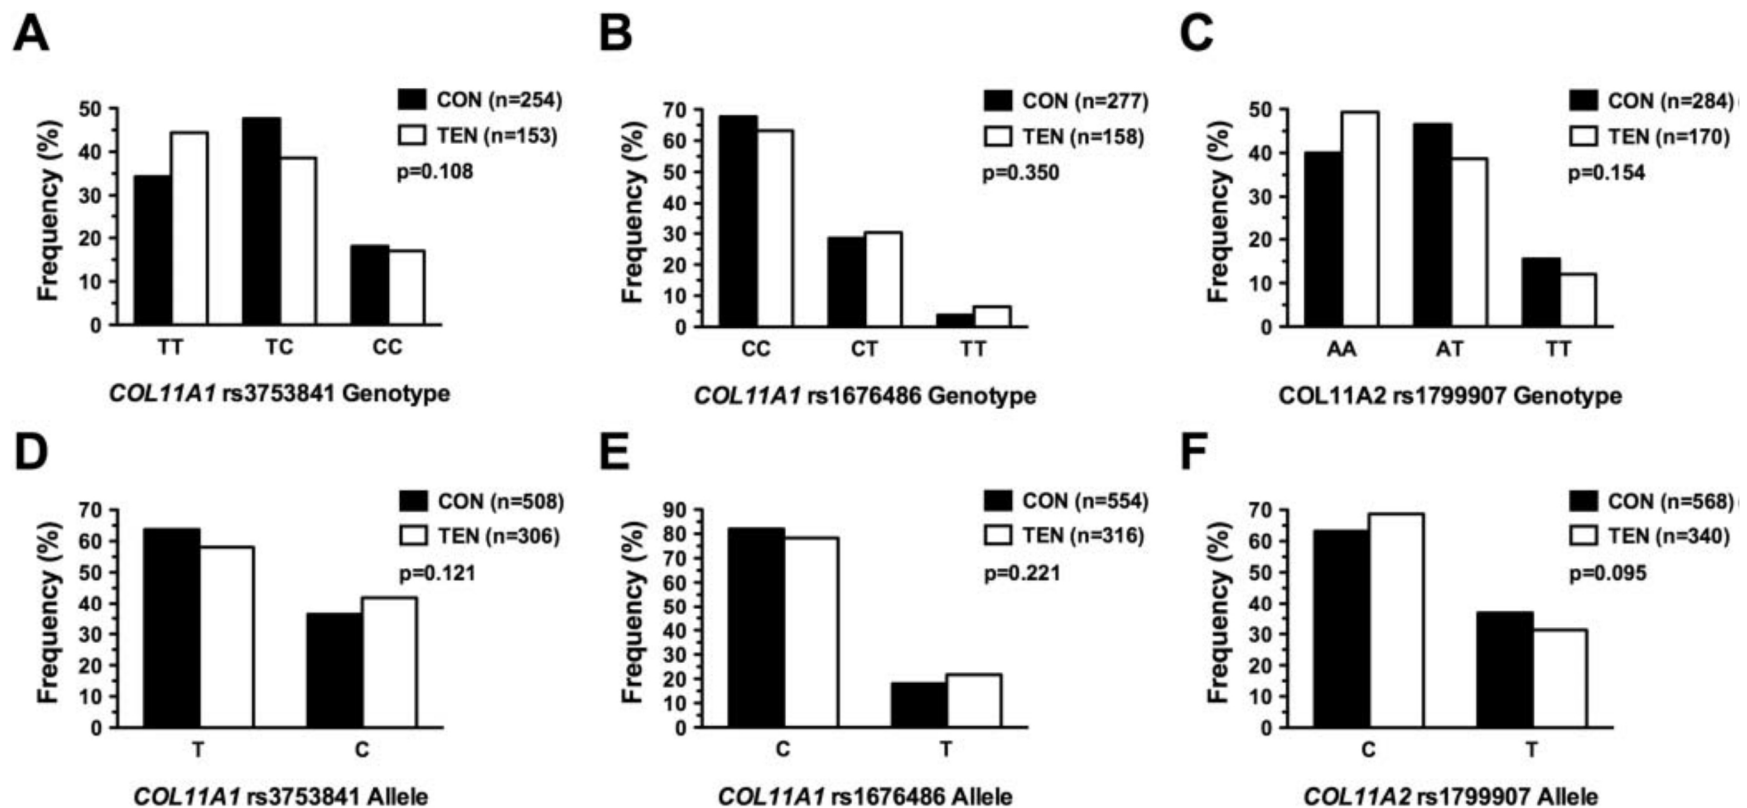 A
B
C
CON (n=254)
TEN (n=153)
p=0.108
Frequency (%)
50
40
30
20
10
0
TT
TC
CC
COL11A1 rs3753841 Genotype
CON (n=277)
TEN (n=158)
p=0.350
Frequency (%)
70
60
50
40
30
20
10
0
CC
CT
TT
COL11A1 rs1676486 Genotype
CON (n=284)
TEN (n=170)
p=0.154
Frequency (%)
50
40
30
20
10
0
AA
AT
TT
COL11A2 rs1799907 Genotype
D
E
F
CON (n=508)
TEN (n=306)
p=0.121
Frequency (%)
70
60
50
40
30
20
10
0
T
C
COL11A1 rs3753841 Allele
CON (n=554)
TEN (n=316)
p=0.221
Frequency (%)
90
80
70
60
50
40
30
20
10
0
C
T
COL11A1 rs1676486 Allele
CON (n=568)
TEN (n=340)
p=0.095
Frequency (%)
70
60
50
40
30
20
10
0
C
T
COL11A2 rs1799907 Allele